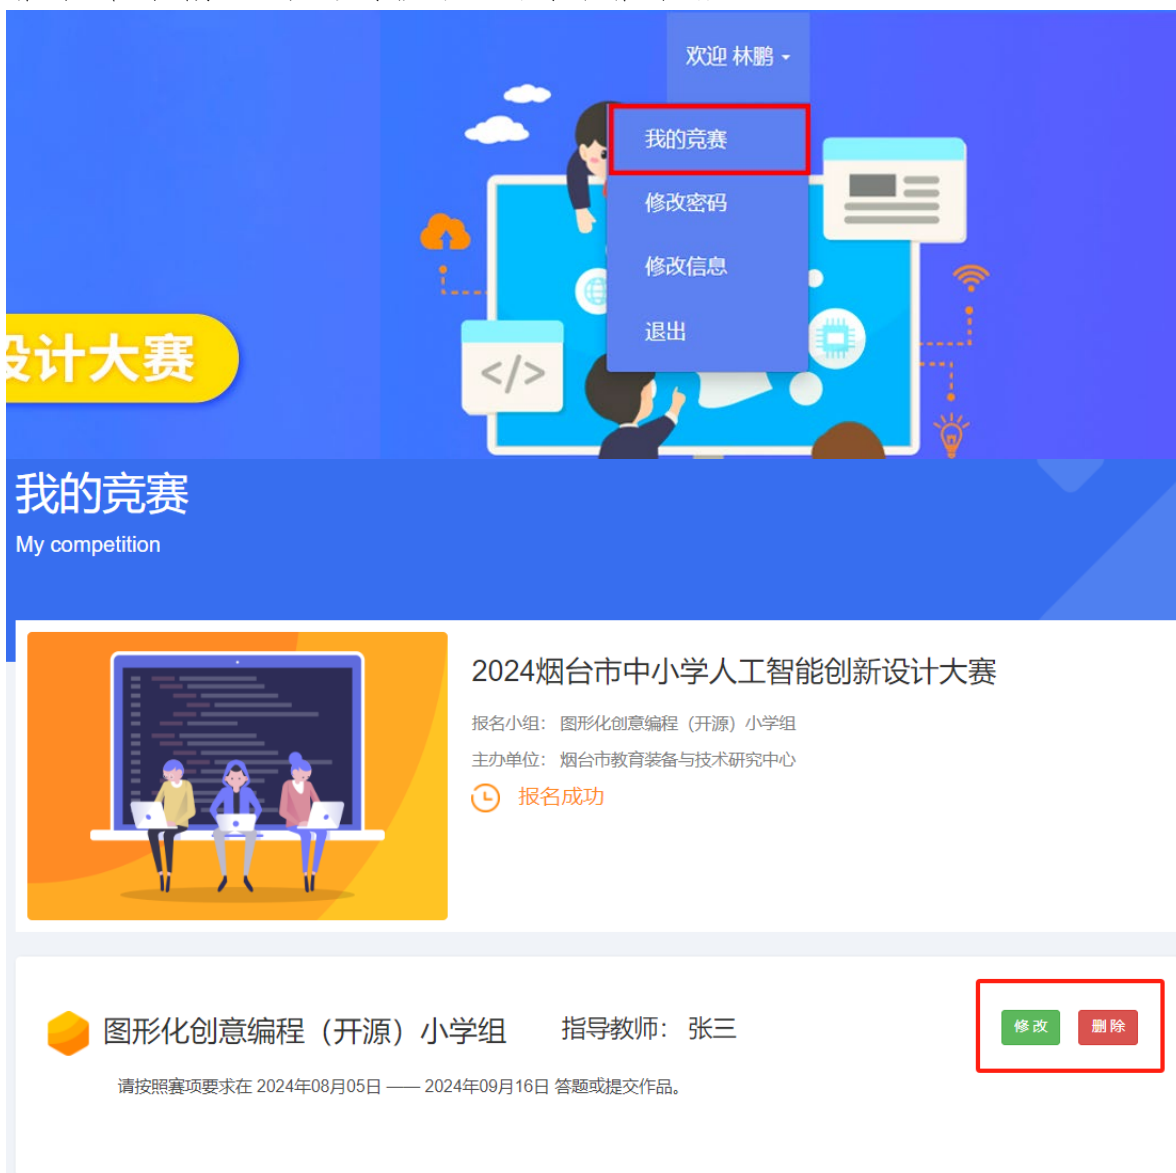 欢迎 林鹏
我的竞赛
修改密码
修改信息
退出
设计大赛
</>
我的竞赛
My competition
2024烟台市中小学人工智能创新设计大赛
报名小组： 图形化创意编程（开源）小学组
主办单位： 烟台市教育装备与技术研究中心
报名成功
图形化创意编程（开源）小学组 指导教师： 张三
修改 删除
请按照赛项要求在 2024年08月05日 —— 2024年09月16日 答题或提交作品。